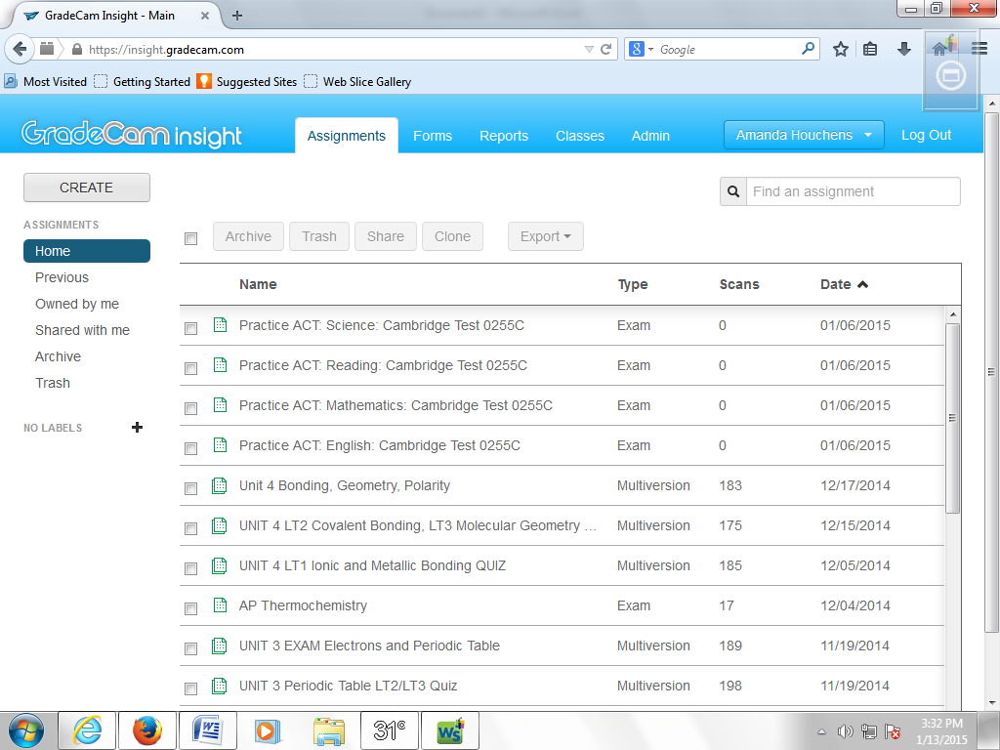 GradeCam Insight - Main
https://insight.gradecam.com
Google
Most Visited Getting Started Suggested Sites Web Slice Gallery
GradeCam insight Assignments Forms Reports Classes Admin Amanda Houchens Log Out
CREATE Find an assignment
ASSIGNMENTS
Home
Previous
Owned by me
Shared with me
Archive
Trash
NO LABELS +
Archive Trash Share Clone Export
Name Type Scans Date
Practice ACT: Science: Cambridge Test 0255C Exam 0 01/06/2015
Practice ACT: Reading: Cambridge Test 0255C Exam 0 01/06/2015
Practice ACT: Mathematics: Cambridge Test 0255C Exam 0 01/06/2015
Practice ACT: English: Cambridge Test 0255C Exam 0 01/06/2015
Unit 4 Bonding, Geometry, Polarity Multiversion 183 12/17/2014
UNIT 4 LT2 Covalent Bonding, LT3 Molecular Geometry ... Multiversion 175 12/15/2014
UNIT 4 LT1 Ionic and Metallic Bonding QUIZ Multiversion 185 12/05/2014
AP Thermochemistry Exam 17 12/04/2014
UNIT 3 EXAM Electrons and Periodic Table Multiversion 189 11/19/2014
UNIT 3 Periodic Table LT2/LT3 Quiz Multiversion 198 11/19/2014
31° WS
3:32 PM
1/13/2015